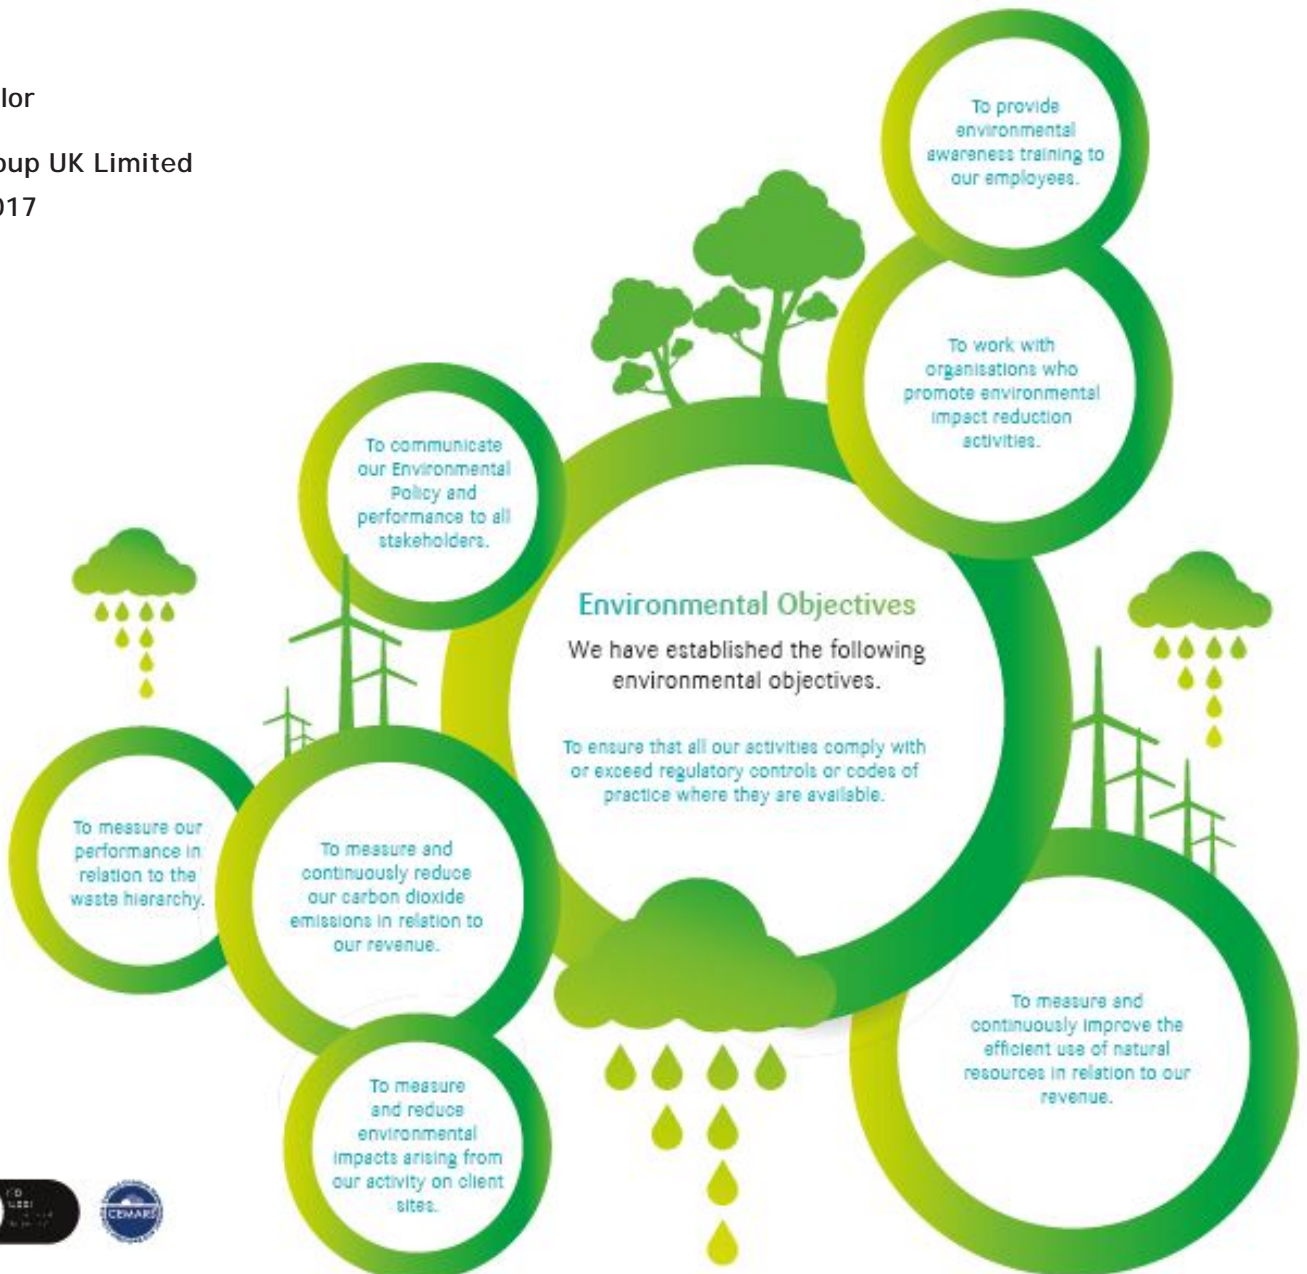 lor
oup UK Limited
017
To provide
environmental
awareness training to
our employees.
To work with
organisations who
promote environmental
impact reduction
activities.
To communicate
our Environmental
Policy and
performance to all
stakeholders.
Environmental Objectives
We have established the following
environmental objectives.
To ensure that all our activities comply with
or exceed regulatory controls or codes of
practice where they are available.
To measure our
performance in
relation to the
waste hierarchy.
To measure and
continuously reduce
our carbon dioxide
emissions in relation to
our revenue.
To measure and
continuously improve the
efficient use of natural
resources in relation to our
revenue.
To measure
and reduce
environmental
impacts arising from
our activity on client
sites.
CEMARS